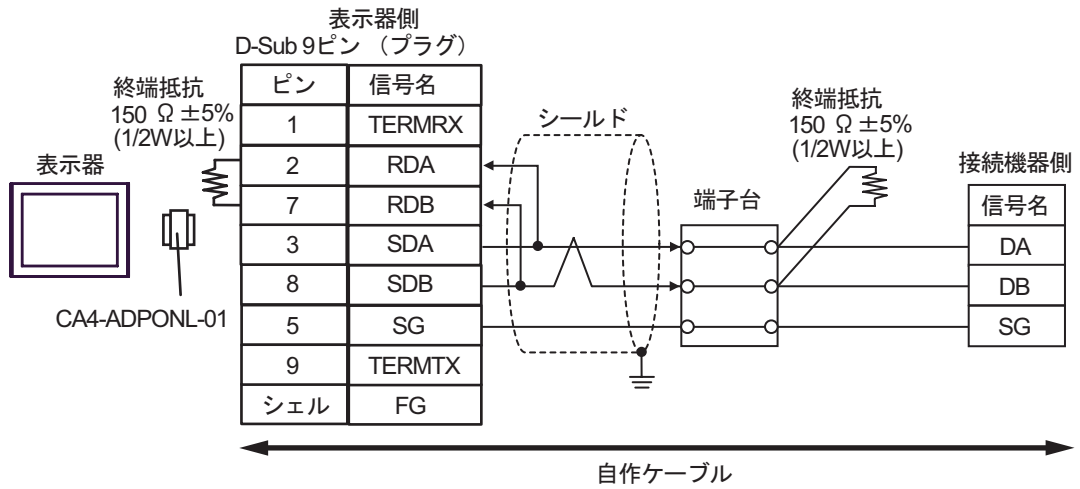 表示器側
D-Sub 9ピン （プラグ）
終端抵抗
150 Ω ±5%
(1/2W以上)
表示器
CA4-ADPONL-01
ピン 信号名
1 TERMRX
2 RDA
7 RDB
3 SDA
8 SDB
5 SG
9 TERMTX
シェル FG
シールド
端子台
終端抵抗
150 Ω ±5%
(1/2W以上)
接続機器側
信号名
DA
DB
SG
自作ケーブル